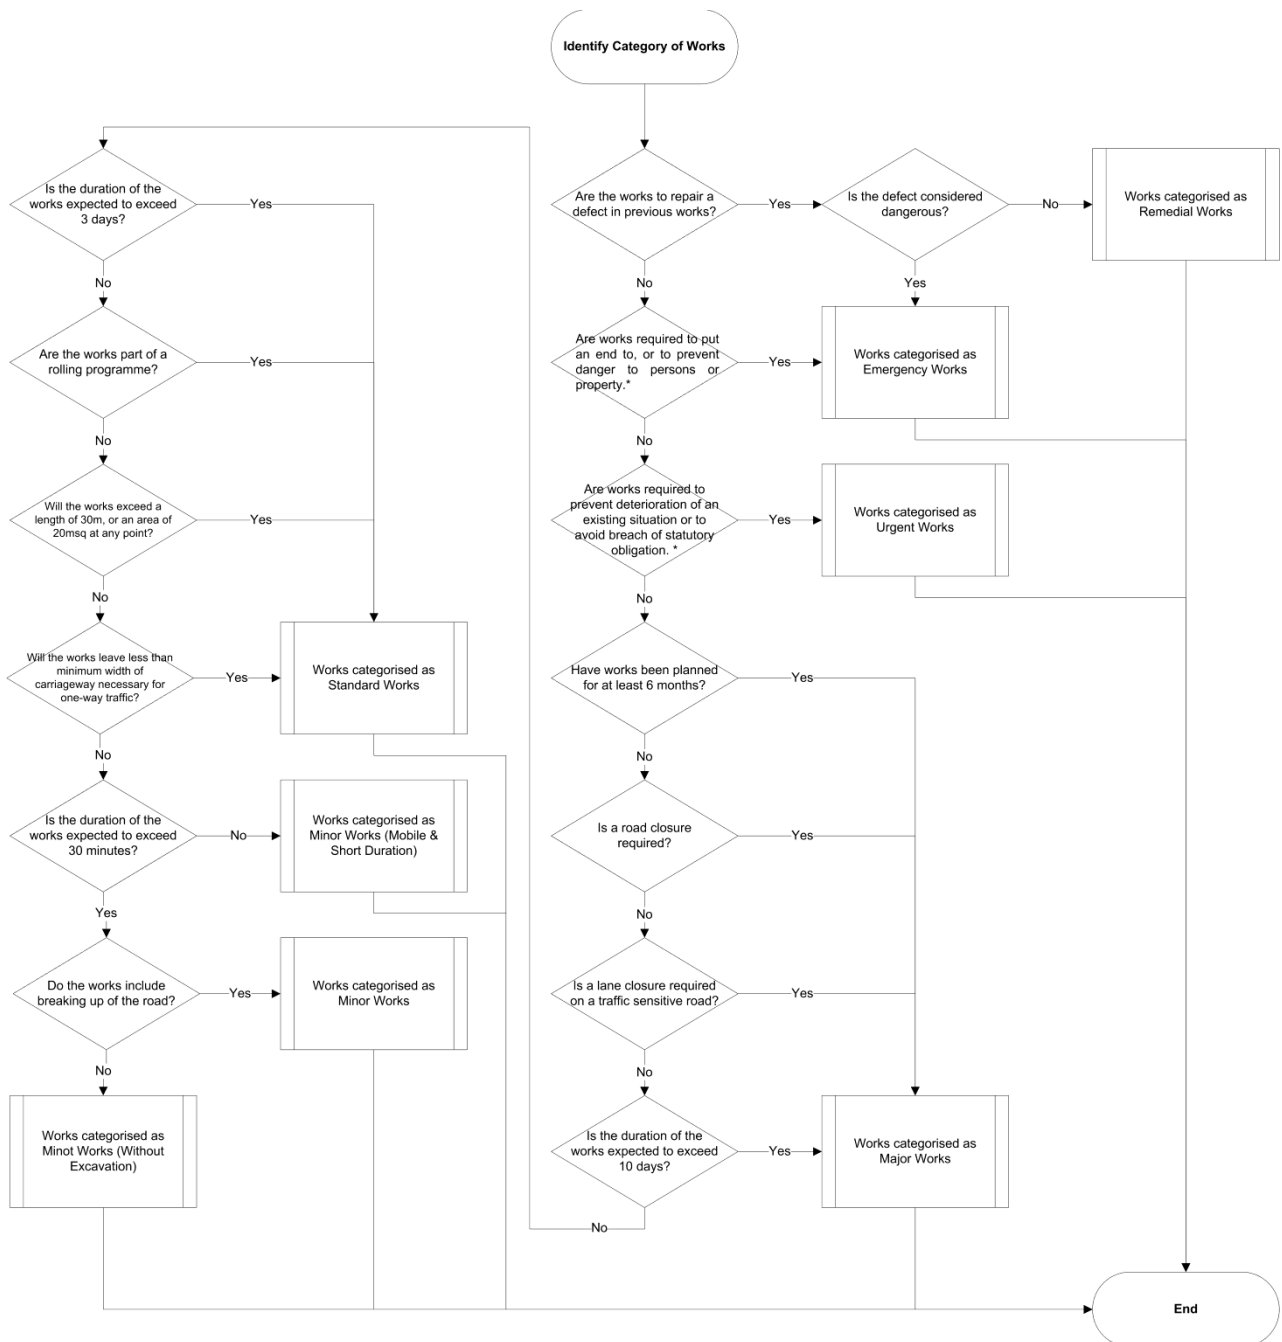 Identify Category of Works
Are the works to repair a
defect in previous works?
Yes
Is the defect considered
dangerous?
No
Works categorised as
Remedial Works
No
Yes
Are works required to put
an end to, or to prevent
danger to persons or
property.*
Yes
Works categorised as
Emergency Works
No
Are works required to
prevent deterioration of an
existing situation or to
avoid breach of statutory
obligation. *
Yes
Works categorised as
Urgent Works
No
Have works been planned
for at least 6 months?
Yes
No
Is a road closure
required?
Yes
No
Is a lane closure required
on a traffic sensitive road?
Yes
No
Is the duration of the
works expected to exceed
10 days?
Yes
Works categorised as
Major Works
No
Is the duration of the
works expected to exceed
3 days?
Yes
No
Are the works part of a
rolling programme?
Yes
No
Will the works exceed a
length of 30m, or an area of
20msq at any point?
Yes
No
Will the works leave less than
minimum width of
carriageway necessary for
one-way traffic?
Yes
Works categorised as
Standard Works
No
Is the duration of the
works expected to exceed
30 minutes?
No
Works categorised as
Minor Works (Mobile &
Short Duration)
Yes
Do the works include
breaking up of the road?
Yes
Works categorised as
Minor Works
No
Works categorised as
Minot Works (Without
Excavation)
End